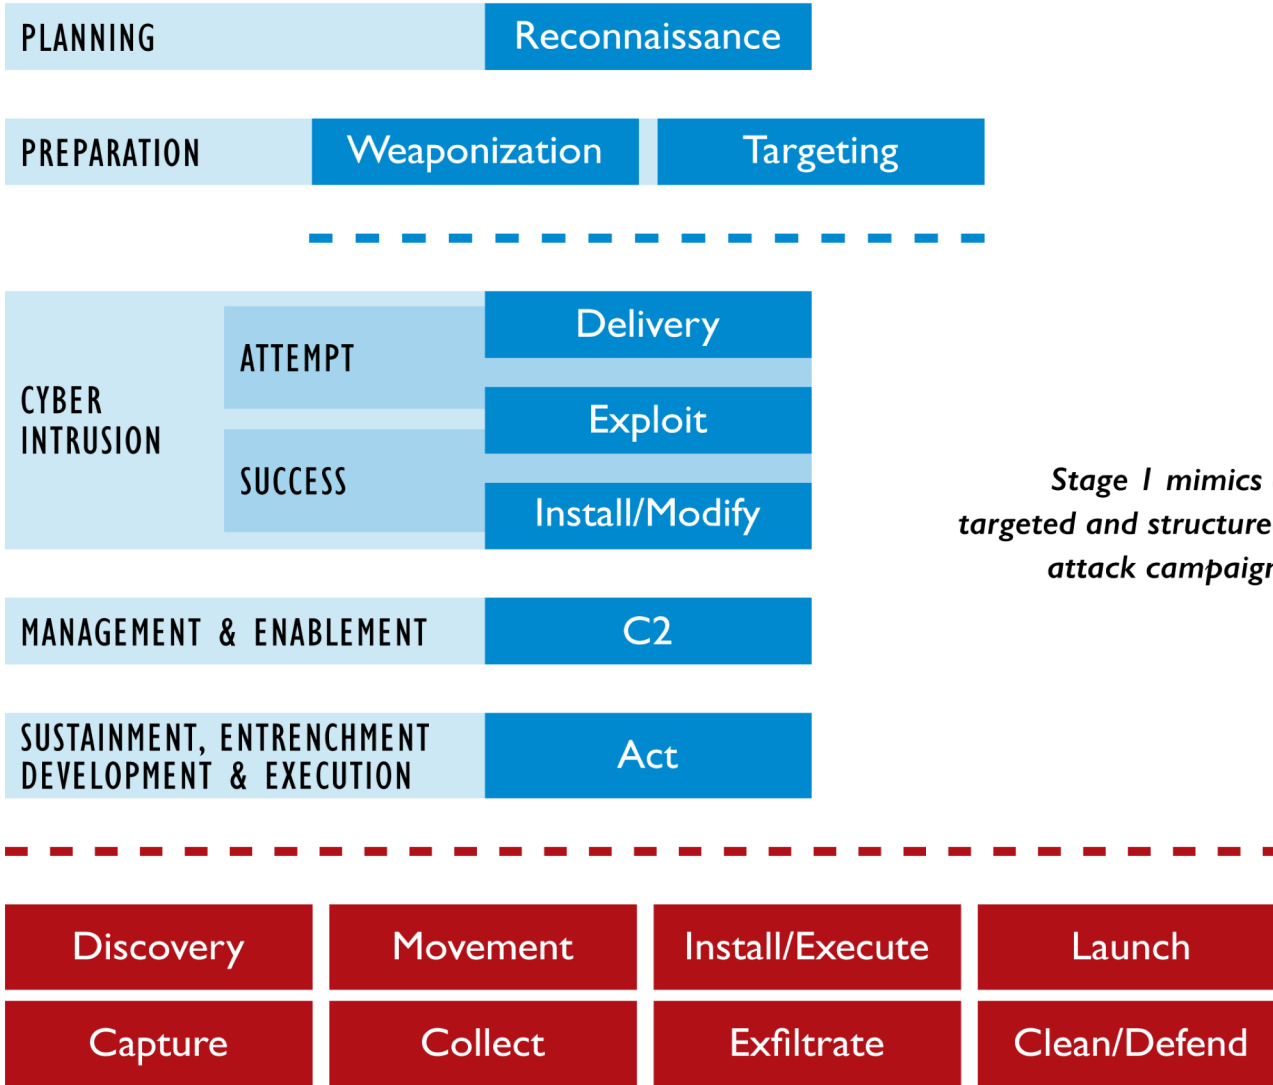 PLANNING
Reconnaissance
PREPARATION
Weaponization
Targeting
CYBER
INTRUSION
ATTEMPT
SUCCESS
Delivery
Exploit
Install/Modify
Stage 1 mimics
targeted and structure
attack campaign
MANAGEMENT & ENABLEMENT
C2
SUSTAINMENT, ENTRENCHMENT
DEVELOPMENT & EXECUTION
Act
Discovery
Movement
Install/Execute
Launch
Capture
Collect
Exfiltrate
Clean/Defend